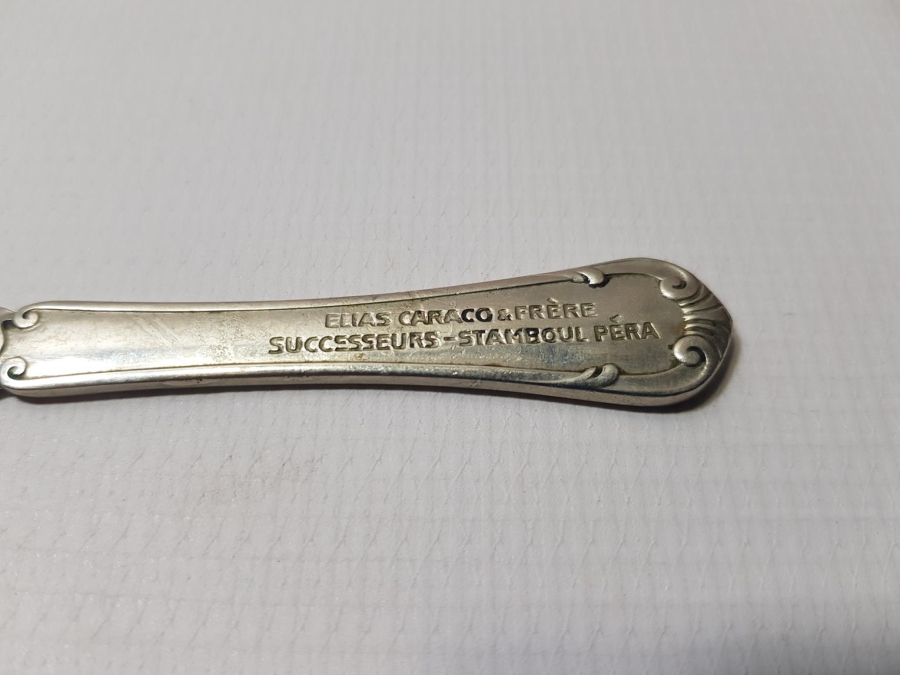 ELIAS CARACO & FRÈRE
SUCCESSEURS - STAMBOUL PÉRA